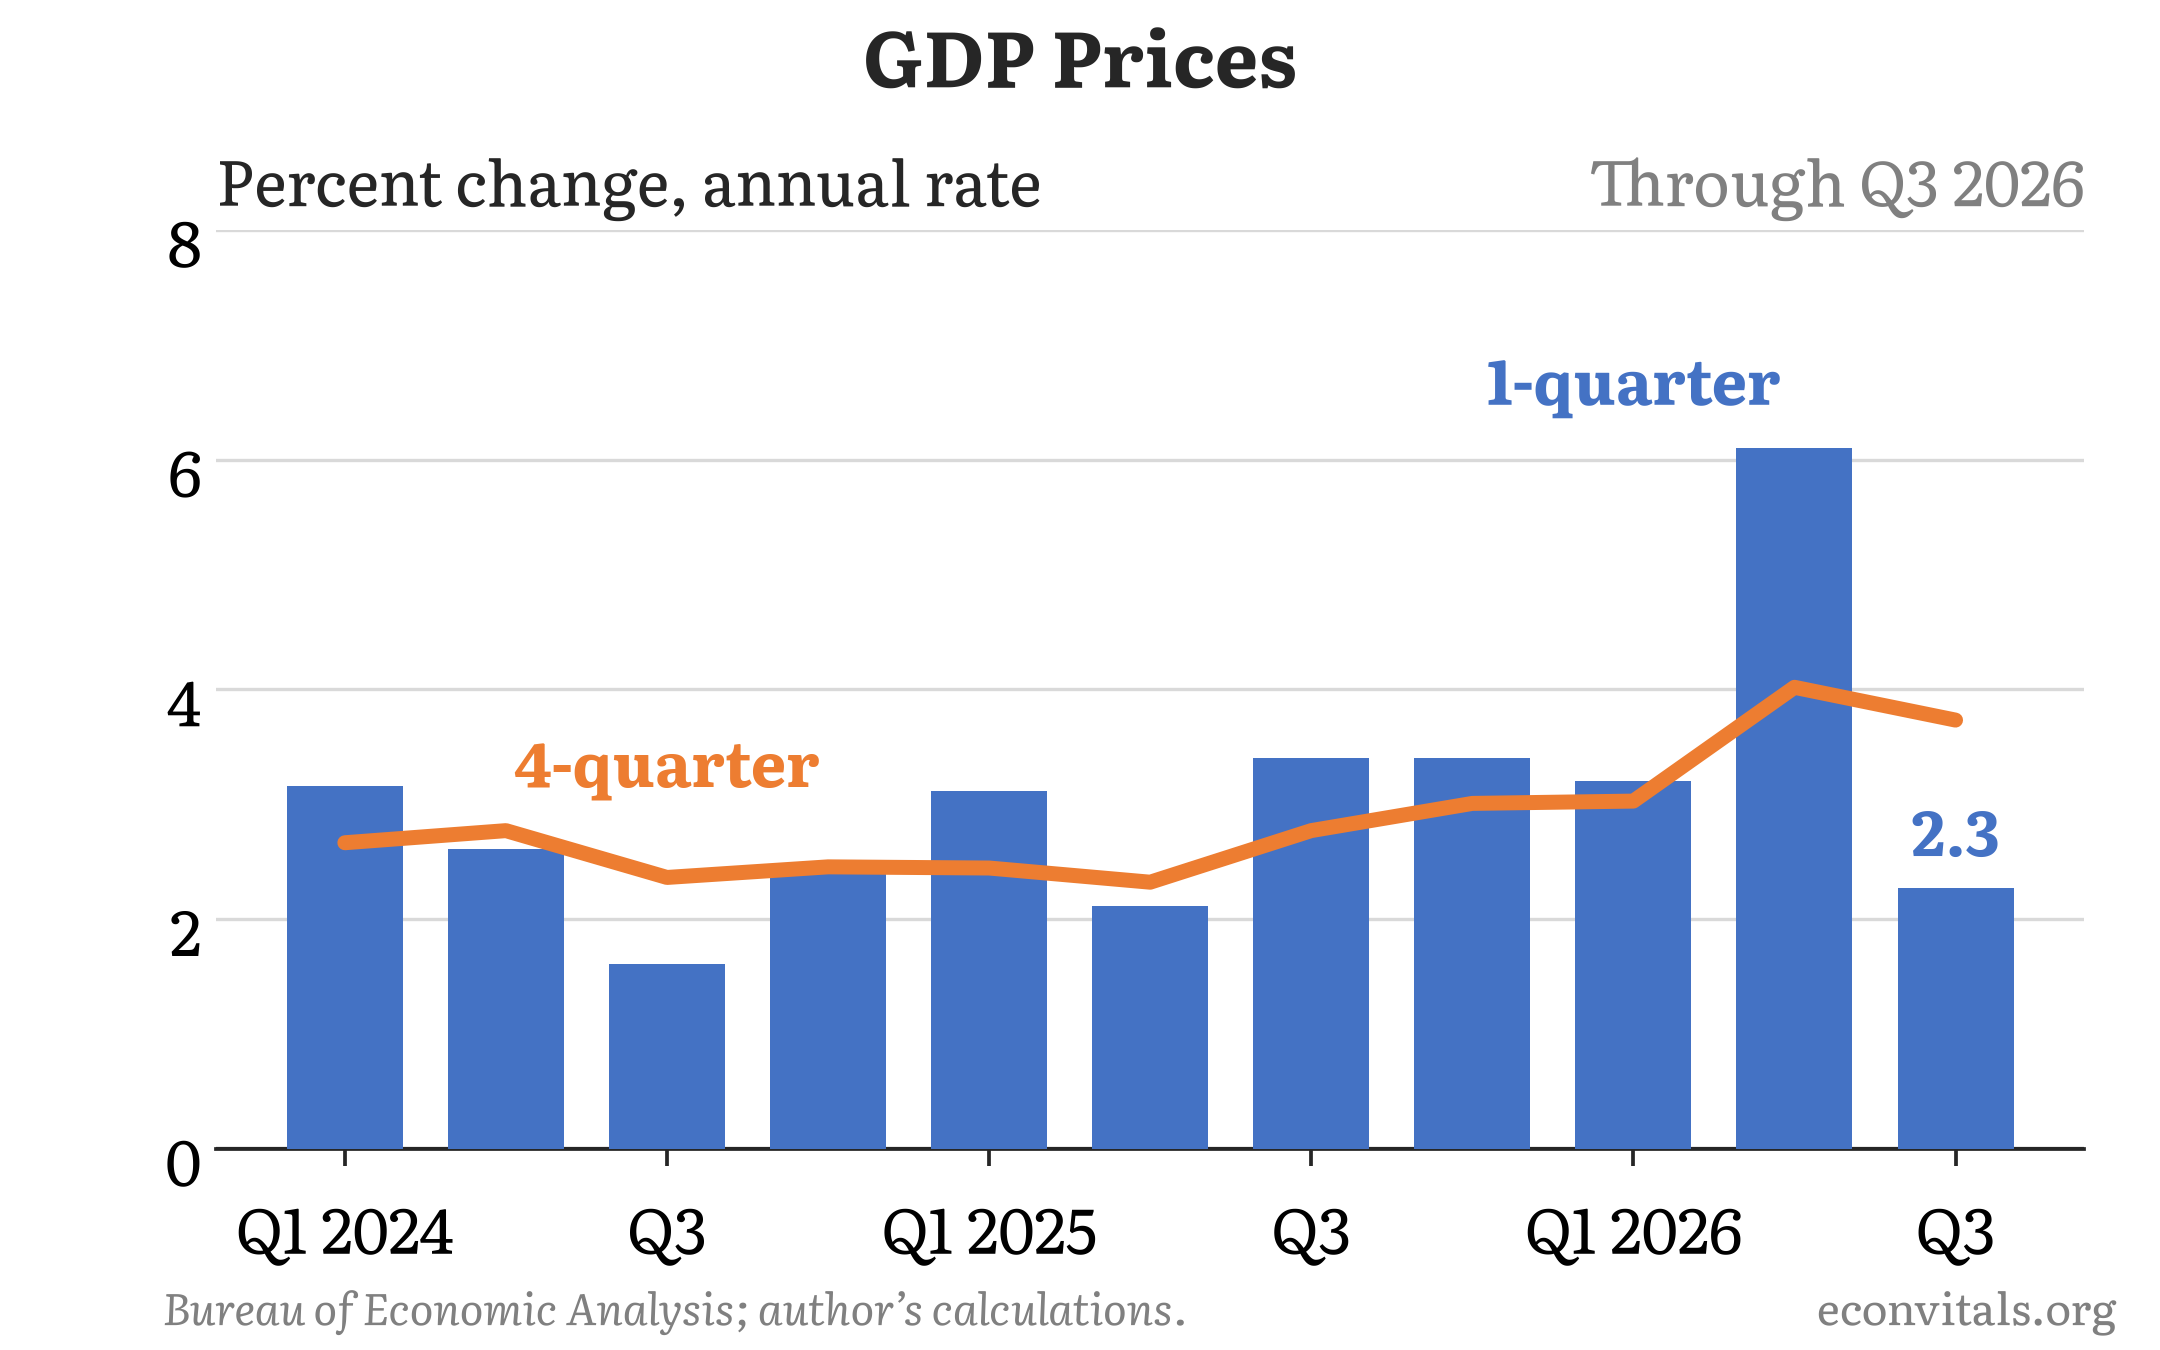 GDP Prices
Percent change, annual rate
Through Q3 2026
8
1-quarter
6
4
4-quarter
2.3
2
0
Q1 2024 Q3 Q1 2025 Q3 Q1 2026 Q3
Bureau of Economic Analysis; author’s calculations.
econvitals.org